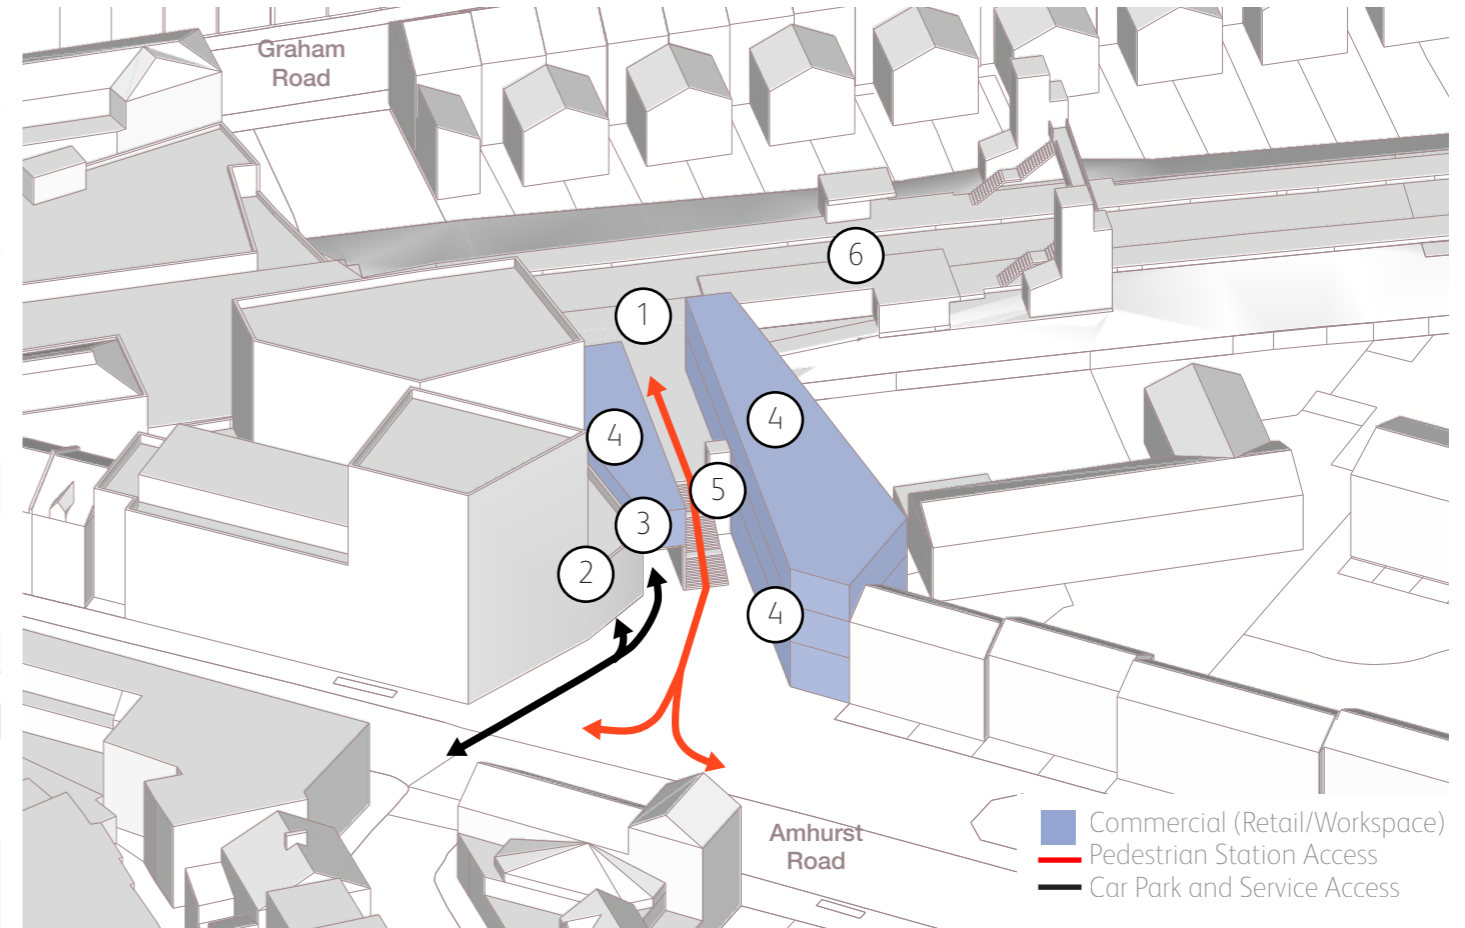 Graham
Road
6
1
4
4
5
3
2
4
Amhurst
Road
Commercial (Retail/Workspace)
Pedestrian Station Access
Car Park and Service Access